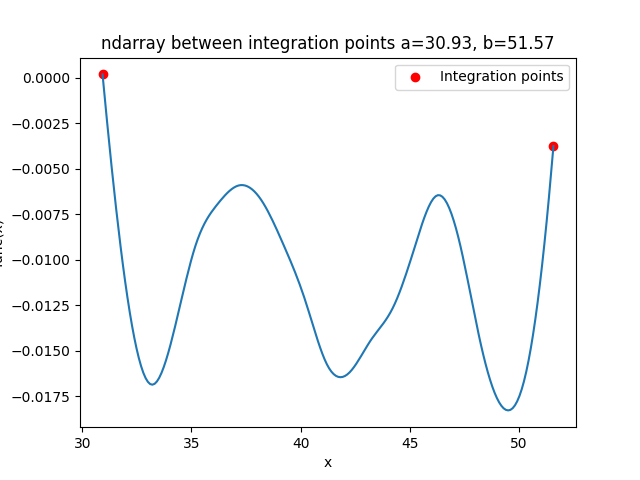 ndarray between integration points a=30.93, b=51.57
Integration points
0.0000
−0.0025
−0.0050
−0.0075
−0.0100
−0.0125
−0.0150
−0.0175
30 35 40 45 50
x